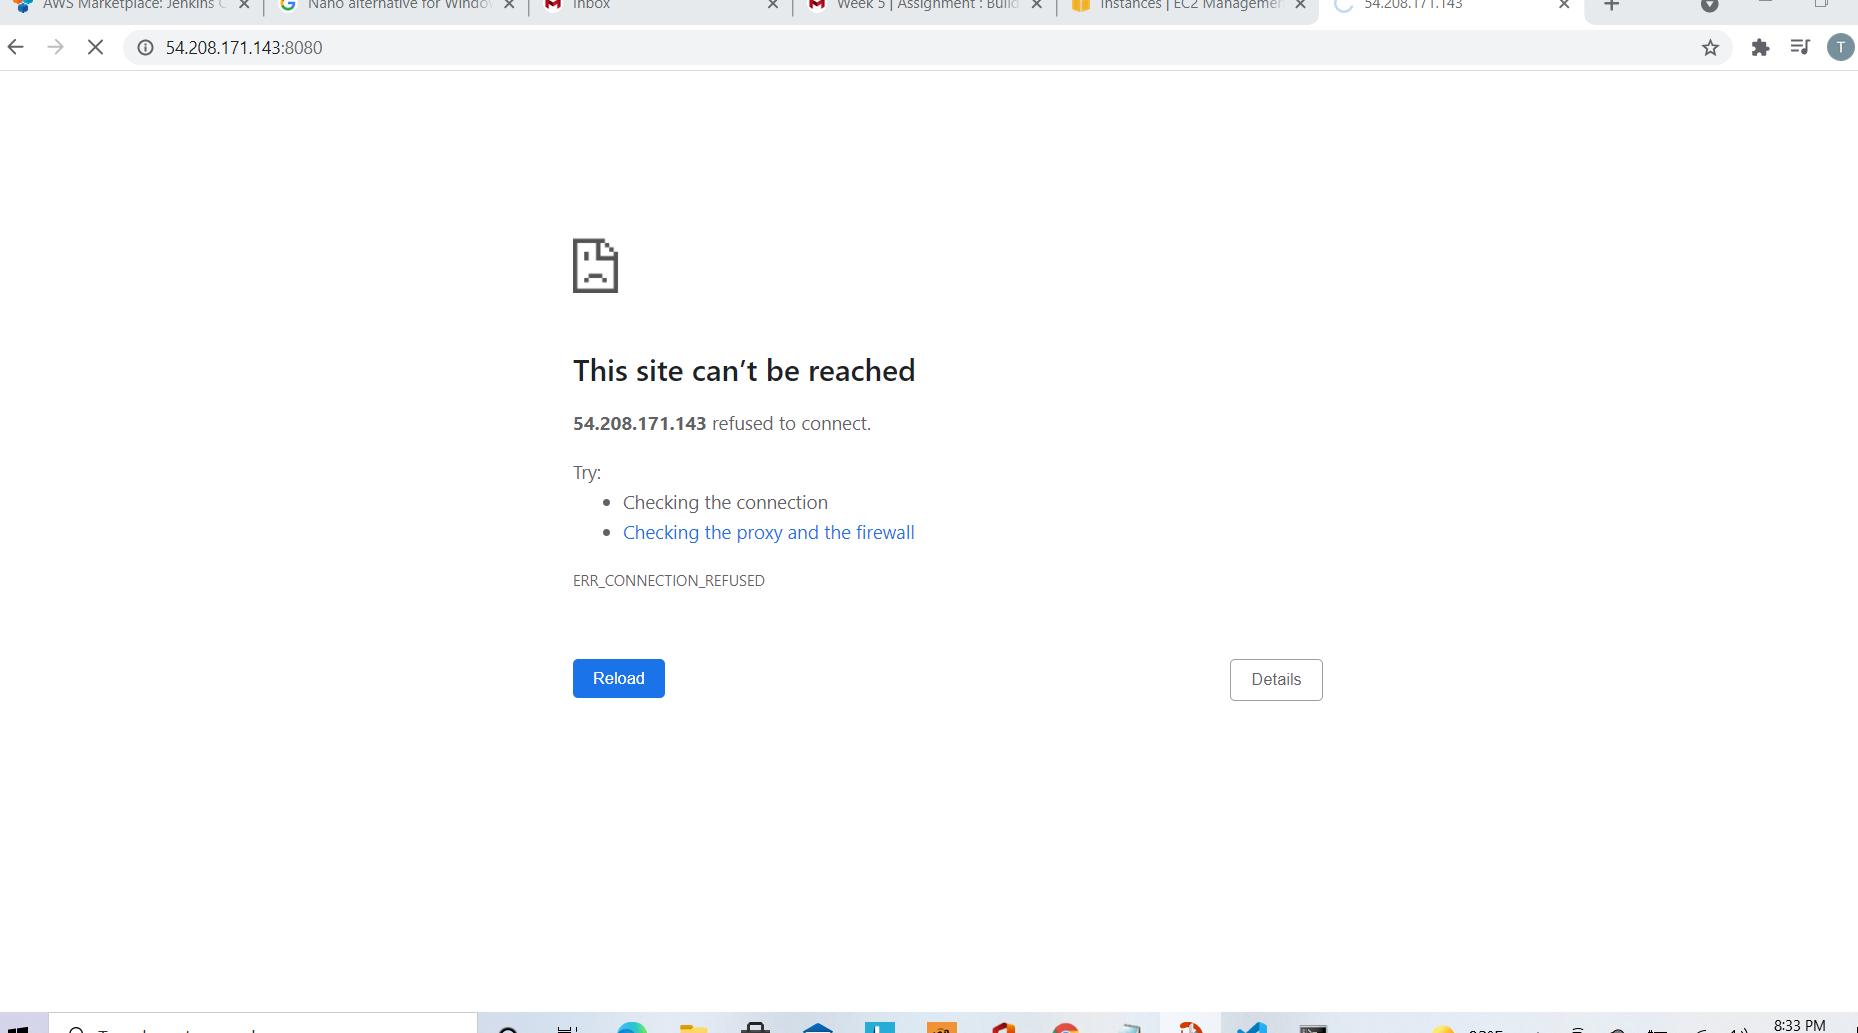 AWS Marketplace: Jenkins
Nano alternative for Windo
Inbox
Week 5 | Assignment : Build
Instances | EC2 Managemen
54.208.171.143
54.208.171.143:8080
T
This site can’t be reached
54.208.171.143 refused to connect.
Try:
• Checking the connection
• Checking the proxy and the firewall
ERR_CONNECTION_REFUSED
Reload
Details
8:33 PM